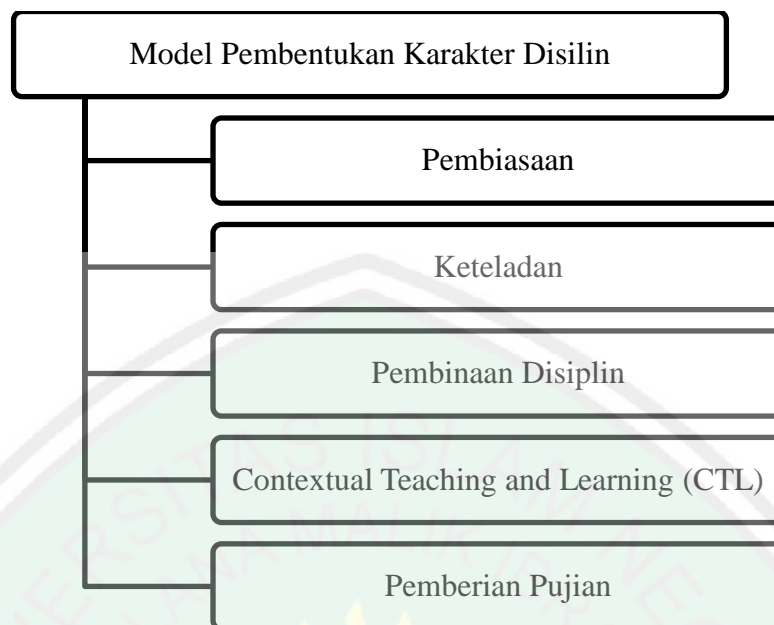 Model Pembentukan Karakter Disilin
Pembiasaan
Keteladan
Pembinaan Disiplin
Contextual Teaching and Learning (CTL)
Pemberian Pujian